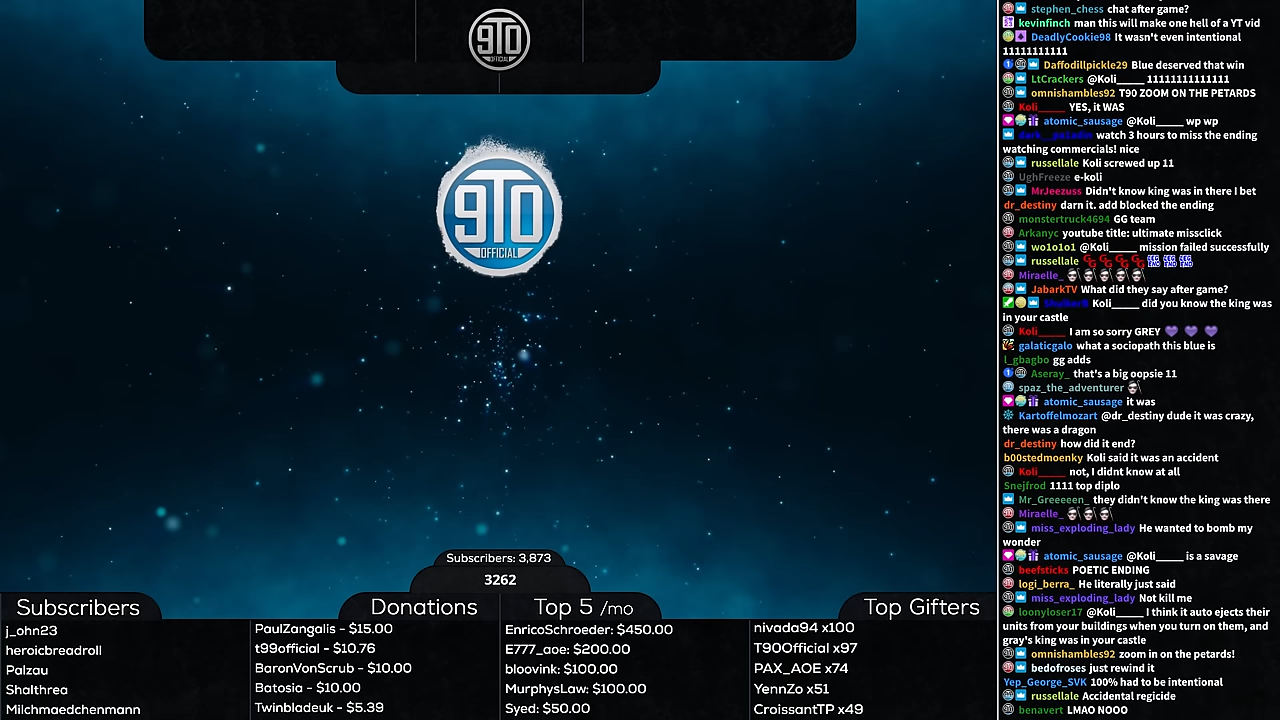 9TO
OFFICIAL
9TO
OFFICIAL
Subscribers: 3,873
3262
Subscribers
j_ohn23
heroicbreadroll
Palzau
Shalthrea
Milchmaedchenmann
Donations
PaulZangalis - $15.00
t99official - $10.76
BaronVonScrub - $10.00
Batosia - $10.00
Twinbladeuk - $5.39
Top 5 /mo
EnricoSchroeder: $450.00
E777_aoe: $200.00
bloovink: $100.00
MurphysLaw: $100.00
Syed: $50.00
Top Gifters
nivada94 x100
T90Official x97
PAX_AOE x74
YennZo x51
CroissantTP x49
stephen_chess chat after game?
kevinfinch man this will make one hell of a YT vid
DeadlyCookie98 It wasn't even intentional
11111111111
Daffodillpickle29 Blue deserved that win
LtCrackers @Koli_____ 11111111111111
omnishambles92 T90 ZOOM ON THE PETARDS
Koli_____ YES, it WAS
atomic_sausage @Koli_____ wp wp
watch 3 hours to miss the ending
watching commercials! nice
russellale Koli screwed up 11
UghFreeze e-koli
MrJeezuss Didn't know king was in there I bet
dr_destiny darn it. add blocked the ending
monstertruck4694 GG team
Arkanyc youtube title: ultimate missclick
wo1o1o1 @Koli_____ mission failed successfully
russellale
Miraelle_
JabarkTV What did they say after game?
Koli_____ did you know the king was
in your castle
Koli_____ I am so sorry GREY 💜 💜 💜
galaticgalo what a sociopath this blue is
l_gbagbo gg adds
Aseray_ that's a big oopsie 11
spaz_the_adventurer
atomic_sausage it was
Kartoffelmozart @dr_destiny dude it was crazy,
there was a dragon
dr_destiny how did it end?
b00stedmoenky Koli said it was an accident
Koli_____ not, I didnt know at all
Snejfrod 1111 top diplo
Mr_Greeeeen_ they didn't know the king was there
Miraelle_
miss_exploding_lady He wanted to bomb my
wonder
atomic_sausage @Koli_____ is a savage
beefsticks POETIC ENDING
logi_berra_ He literally just said
miss_exploding_lady Not kill me
loonyloser17 @Koli_____ I think it auto ejects their
units from your buildings when you turn on them, and
gray's king was in your castle
omnishambles92 zoom in on the petards!
bedofroses just rewind it
Yep_George_SVK 100% had to be intentional
russellale Accidental regicide
benavert LMAO NOOO